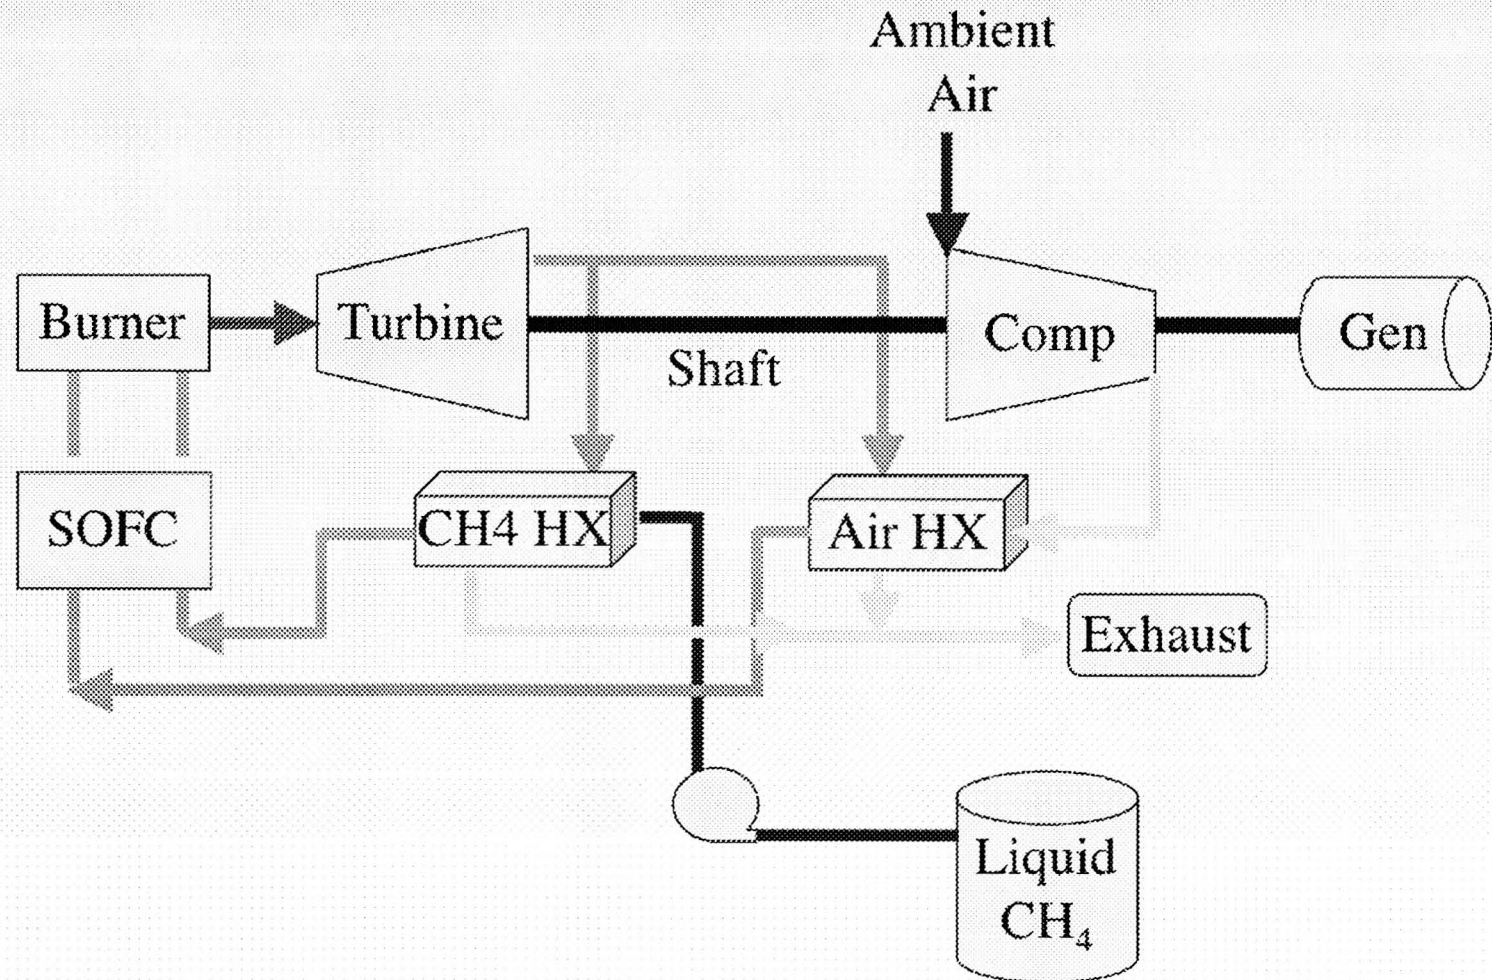 Ambient
Air
Burner
Turbine
Shaft
Comp
Gen
SOFC
CH4 HX
Air HX
Exhaust
Liquid
CH₄